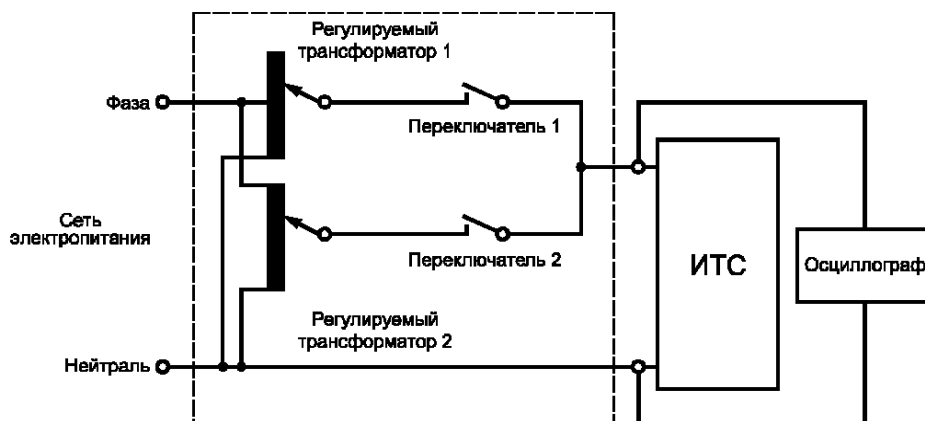 Регулируемый
трансформатор 1
Фаза
Переключатель 1
Сеть
электропитания
Переключатель 2
ИТС
Осциллограф
Регулируемый
трансформатор 2
Нейтраль